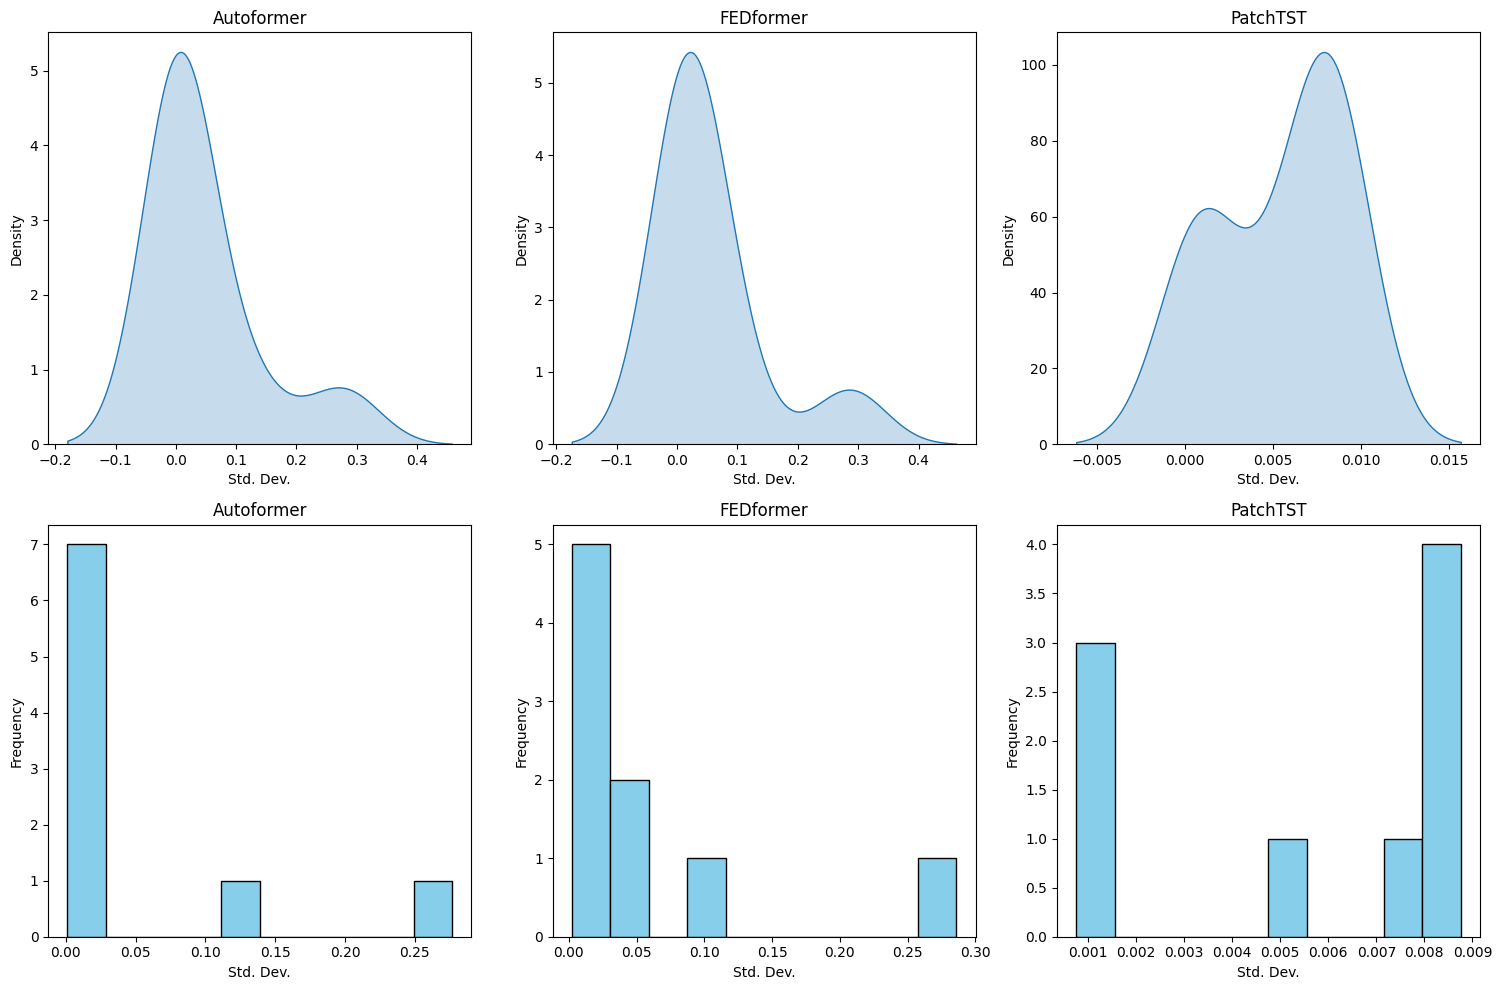 Autoformer
FEDformer
PatchTST
5
4
3
2
1
0
Density
−0.2 −0.1 0.0 0.1 0.2 0.3 0.4
Std. Dev.
5
4
3
2
1
0
Density
−0.2 −0.1 0.0 0.1 0.2 0.3 0.4
Std. Dev.
100
80
60
40
20
0
Density
−0.005 0.000 0.005 0.010 0.015
Std. Dev.
Autoformer
FEDformer
PatchTST
7
6
5
4
3
2
1
0
Frequency
0.00 0.05 0.10 0.15 0.20 0.25
Std. Dev.
5
4
3
2
1
0
Frequency
0.00 0.05 0.10 0.15 0.20 0.25 0.30
Std. Dev.
4.0
3.5
3.0
2.5
2.0
1.5
1.0
0.5
0.0
Frequency
0.001 0.002 0.003 0.004 0.005 0.006 0.007 0.008 0.009
Std. Dev.